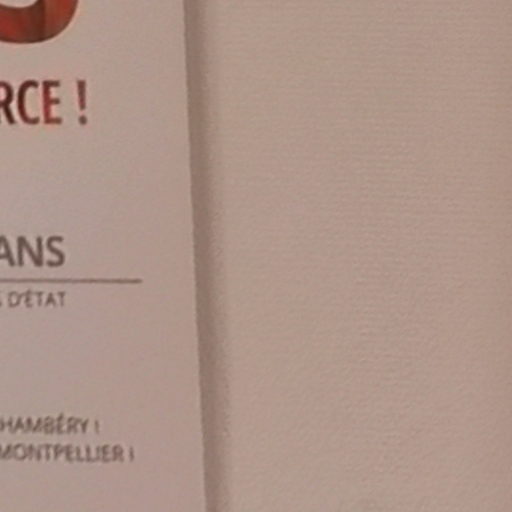 RCE !
ANS
D'ÉTAT
HAMBÉRY !
MONTPELLIER !